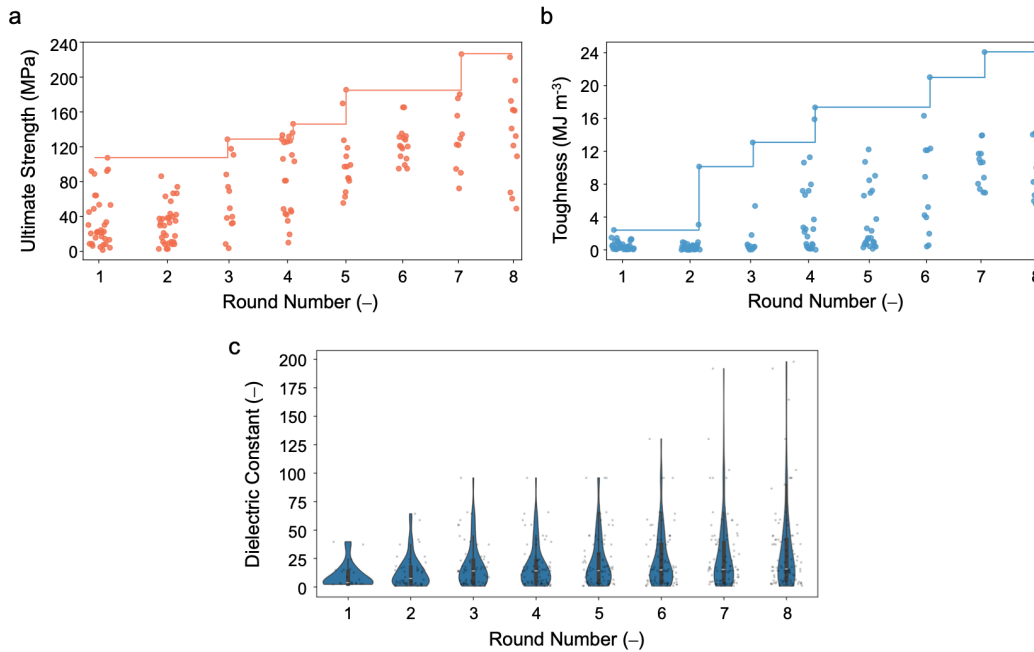 a
Ultimate Strength (MPa)
240
200
160
120
80
40
0
1 2 3 4 5 6 7 8
Round Number (–)
b
Toughness (MJ m⁻³)
24
20
16
12
8
4
0
1 2 3 4 5 6 7 8
Round Number (–)
c
Dielectric Constant (–)
200
175
150
125
100
75
50
25
0
1 2 3 4 5 6 7 8
Round Number (–)